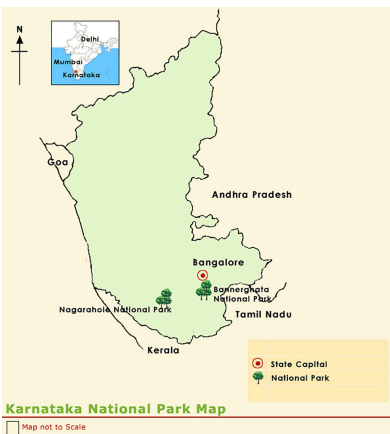 N
Delhi
Mumbai
Karnataka
Goa
Andhra Pradesh
Bangalore
Bannerghata
National Park
Nagarahole National Park
Tamil Nadu
Kerala
State Capital
National Park
Karnataka National Park Map
Map not to Scale